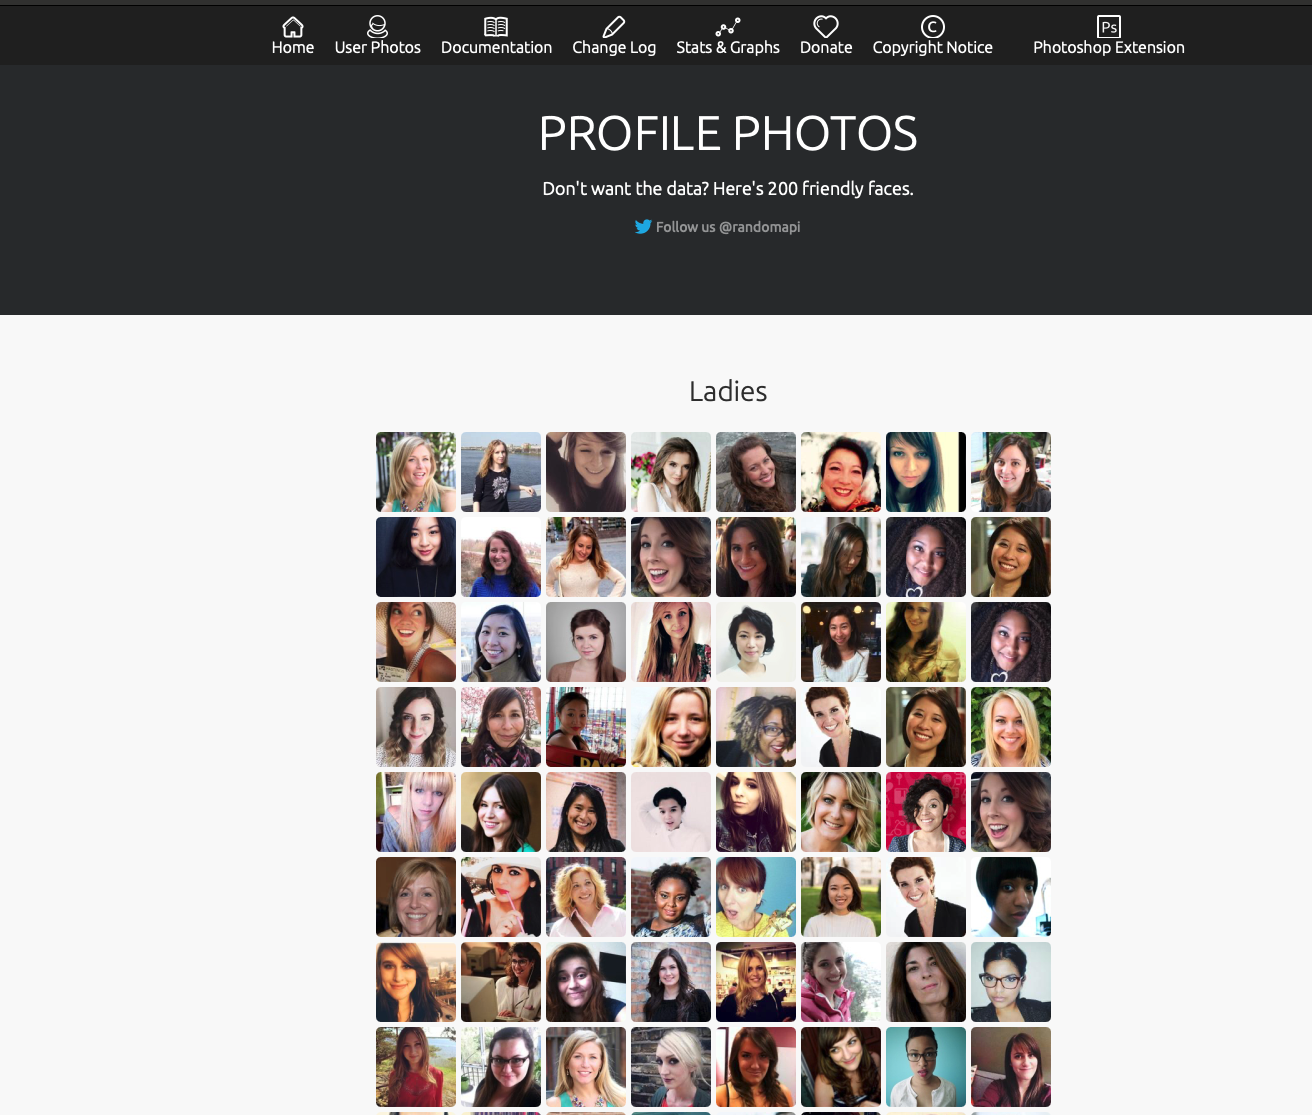 Home
User Photos
Documentation
Change Log
Stats & Graphs
Donate
Copyright Notice
Ps
Photoshop Extension
PROFILE PHOTOS
Don't want the data? Here's 200 friendly faces.
Follow us @randomapi
Ladies